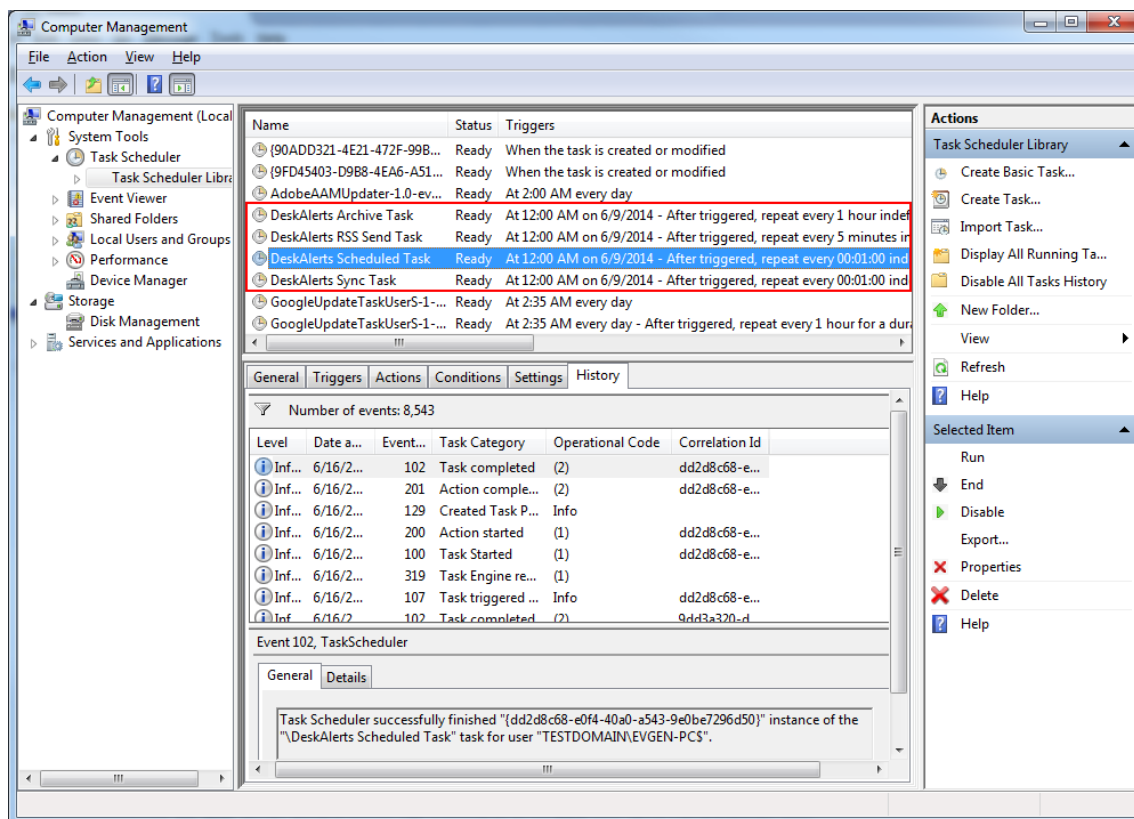 Computer Management
File Action View Help
Computer Management (Local
System Tools
Task Scheduler
Task Scheduler Libra
Event Viewer
Shared Folders
Local Users and Groups
Performance
Device Manager
Storage
Disk Management
Services and Applications
Name Status Triggers
{90ADD321-4E21-472F-99B... Ready When the task is created or modified
{9FD45403-D9B8-4EA6-A51... Ready When the task is created or modified
AdobeAAMUpdater-1.0-ev... Ready At 2:00 AM every day
DeskAlerts Archive Task Ready At 12:00 AM on 6/9/2014 - After triggered, repeat every 1 hour indef
DeskAlerts RSS Send Task Ready At 12:00 AM on 6/9/2014 - After triggered, repeat every 5 minutes in
DeskAlerts Scheduled Task Ready At 12:00 AM on 6/9/2014 - After triggered, repeat every 00:01:00 ind
DeskAlerts Sync Task Ready At 12:00 AM on 6/9/2014 - After triggered, repeat every 00:01:00 ind
GoogleUpdateTaskUserS-1-... Ready At 2:35 AM every day
GoogleUpdateTaskUserS-1-... Ready At 2:35 AM every day - After triggered, repeat every 1 hour for a dura
General Triggers Actions Conditions Settings History
Number of events: 8,543
Level Date a... Event... Task Category Operational Code Correlation Id
Inf... 6/16/2... 102 Task completed (2) dd2d8c68-e...
Inf... 6/16/2... 201 Action comple... (2) dd2d8c68-e...
Inf... 6/16/2... 129 Created Task P... Info
Inf... 6/16/2... 200 Action started (1) dd2d8c68-e...
Inf... 6/16/2... 100 Task Started (1) dd2d8c68-e...
Inf... 6/16/2... 319 Task Engine re... (1)
Inf... 6/16/2... 107 Task triggered ... Info dd2d8c68-e...
Inf... 6/16/2... 102 Task completed (2) 9dd3a320-d...
Event 102, TaskScheduler
General Details
Task Scheduler successfully finished "{dd2d8c68-e0f4-40a0-a543-9e0be7296d50}" instance of the
"\DeskAlerts Scheduled Task" task for user "TESTDOMAIN\EVGEN-PC$".
Actions
Task Scheduler Library
Create Basic Task...
Create Task...
Import Task...
Display All Running Ta...
Disable All Tasks History
New Folder...
View
Refresh
Help
Selected Item
Run
End
Disable
Export...
Properties
Delete
Help